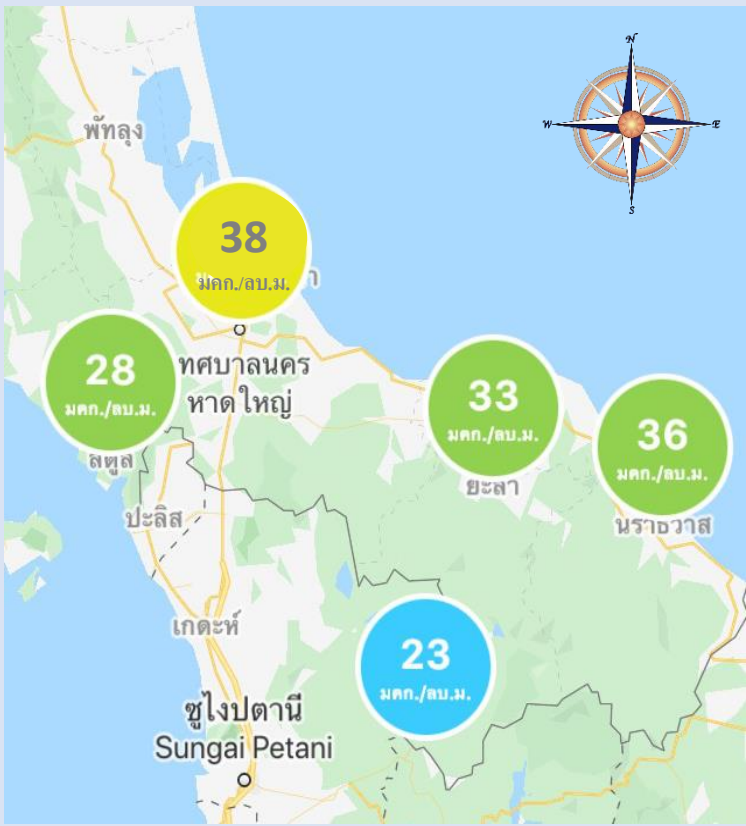 N
W
E
S
พัทลุง
38
มคก./ลบ.ม.
28
มคก./ลบ.ม.
ทศบาลนคร
หาดใหญ่
33
มคก./ลบ.ม.
36
มคก./ลบ.ม.
สตูล
ยะลา
ปะลิส
นราธิวาส
เกดะห์
23
มคก./ลบ.ม.
ซูไงปตานี
Sungai Petani